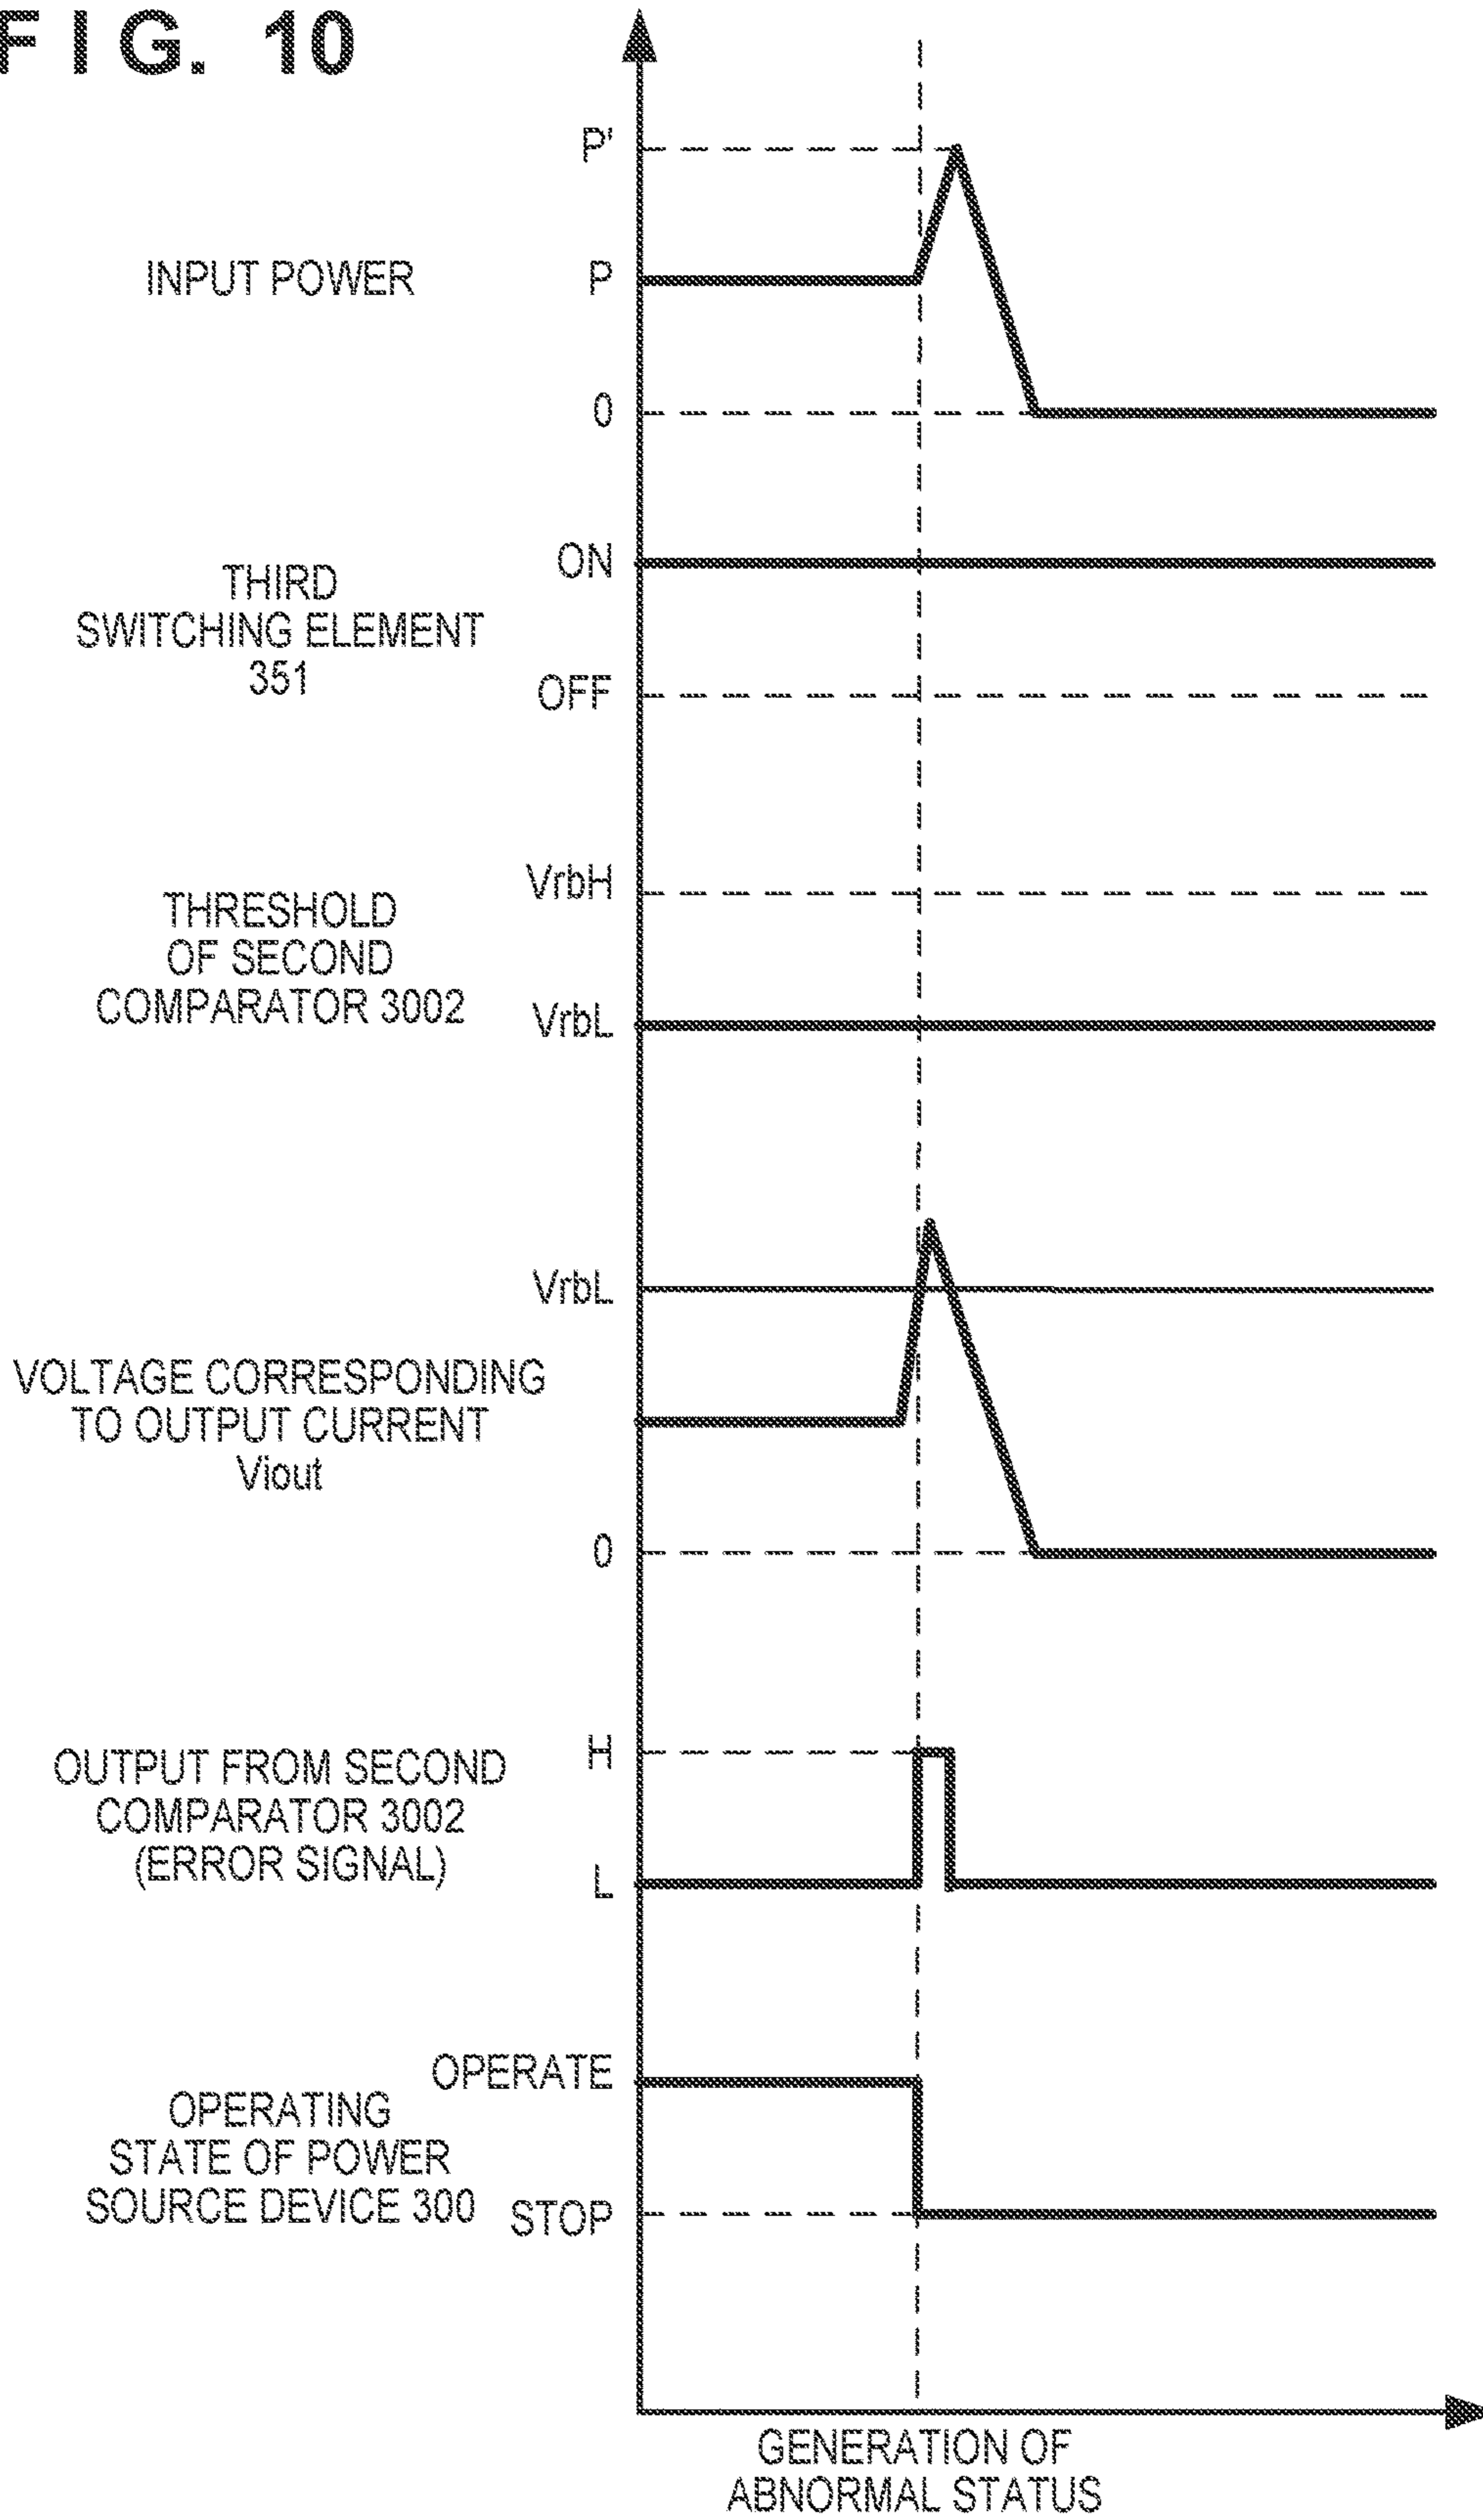 FIG. 10
P'
INPUT POWER
P
0
ON
THIRD
SWITCHING ELEMENT
351
OFF
VrbH
THRESHOLD
OF SECOND
COMPARATOR 3002
VrbL
VrbL
VOLTAGE CORRESPONDING
TO OUTPUT CURRENT
Viout
0
H
OUTPUT FROM SECOND
COMPARATOR 3002
(ERROR SIGNAL)
L
OPERATE
OPERATING
STATE OF POWER
SOURCE DEVICE 300
STOP
GENERATION OF
ABNORMAL STATUS